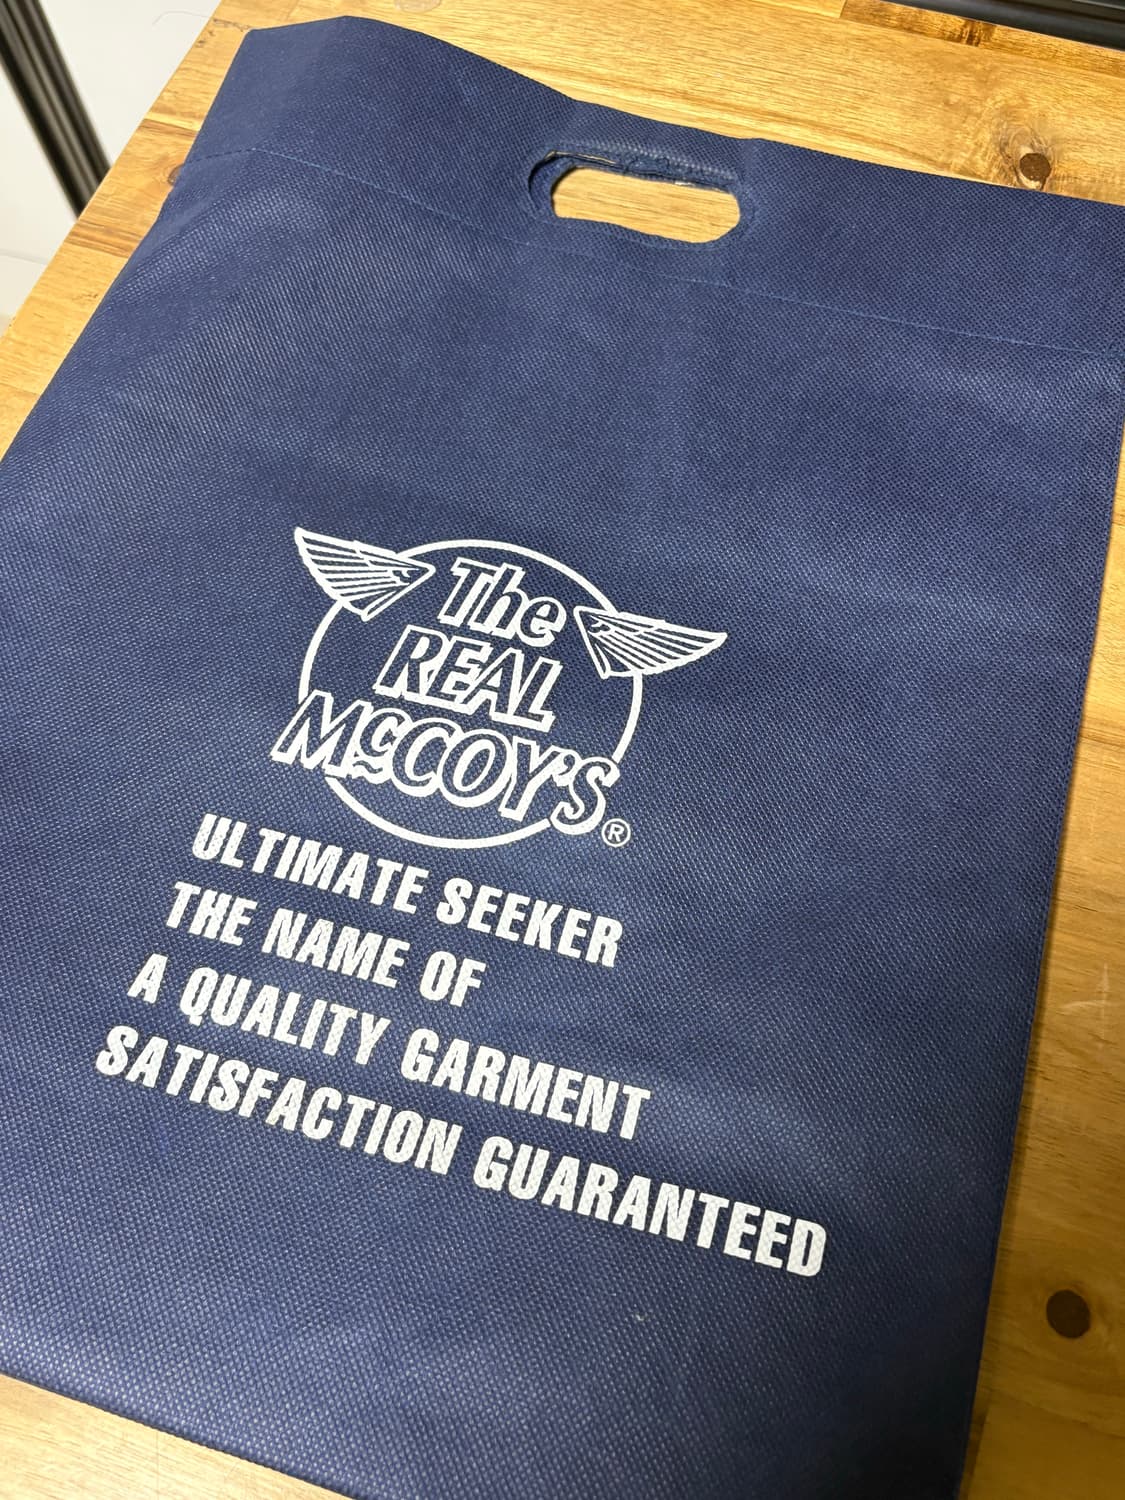 The
REAL
McCOY'S®
ULTIMATE SEEKER
THE NAME OF
A QUALITY GARMENT
SATISFACTION GUARANTEED